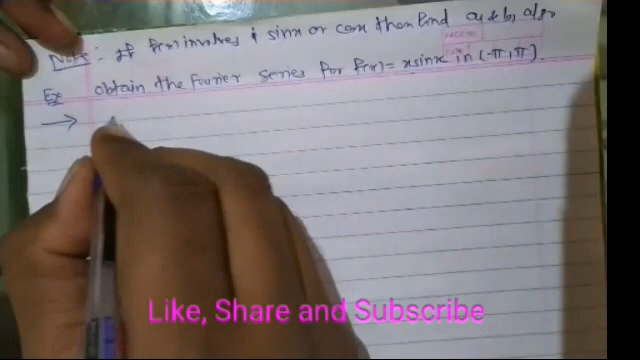 Note:- If f(x) involves sinx or cosx then find a1 & b1 also
Ex obtain the fourier series for f(x) = xsinx in (-π, π).
→
Like, Share and Subscribe